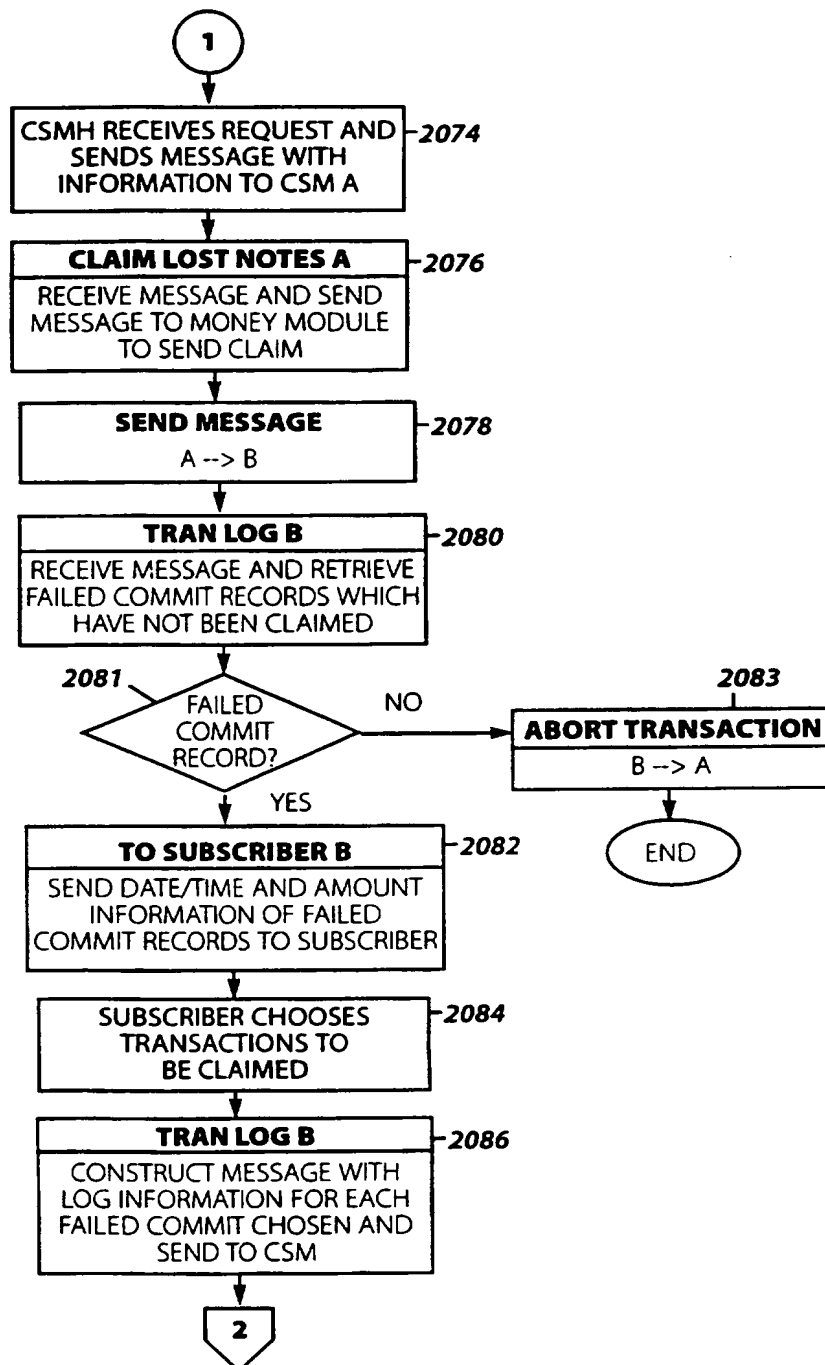 1
CSMH RECEIVES REQUEST AND
SENDS MESSAGE WITH
INFORMATION TO CSM A
2074
CLAIM LOST NOTES A
2076
RECEIVE MESSAGE AND SEND
MESSAGE TO MONEY MODULE
TO SEND CLAIM
SEND MESSAGE
2078
A --> B
TRAN LOG B
2080
RECEIVE MESSAGE AND RETRIEVE
FAILED COMMIT RECORDS WHICH
HAVE NOT BEEN CLAIMED
2081
FAILED
COMMIT
RECORD?
NO
2083
ABORT TRANSACTION
B --> A
END
YES
TO SUBSCRIBER B
2082
SEND DATE/TIME AND AMOUNT
INFORMATION OF FAILED
COMMIT RECORDS TO SUBSCRIBER
SUBSCRIBER CHOOSES
TRANSACTIONS TO
BE CLAIMED
2084
TRAN LOG B
2086
CONSTRUCT MESSAGE WITH
LOG INFORMATION FOR EACH
FAILED COMMIT CHOSEN AND
SEND TO CSM
2